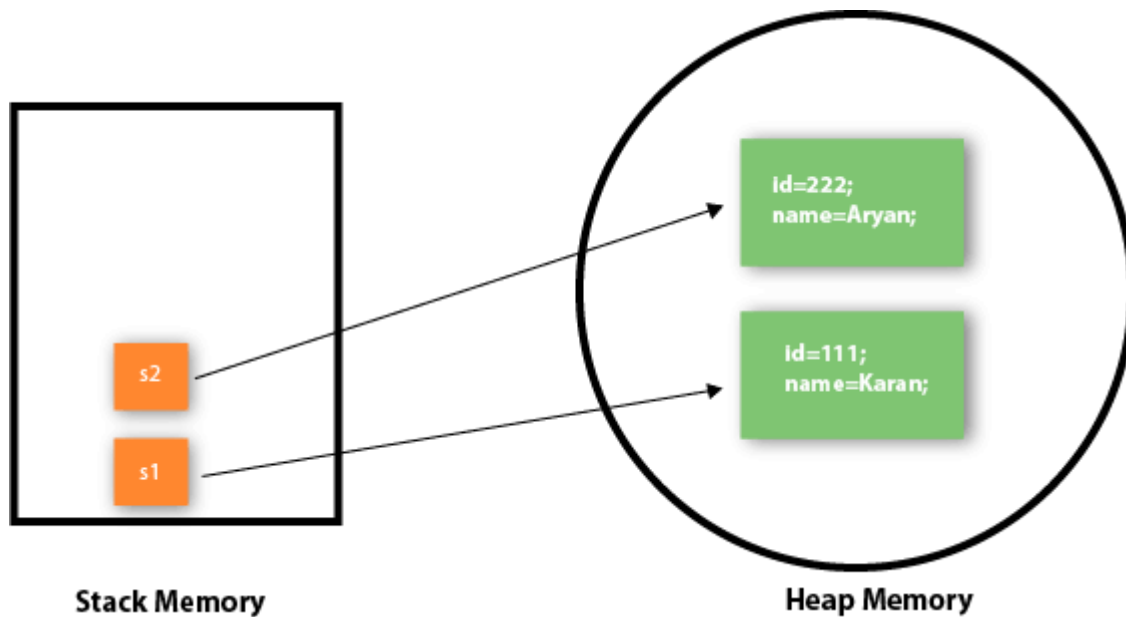 id=222;
name=Aryan;
id=111;
name=Karan;
s2
s1
Stack Memory
Heap Memory